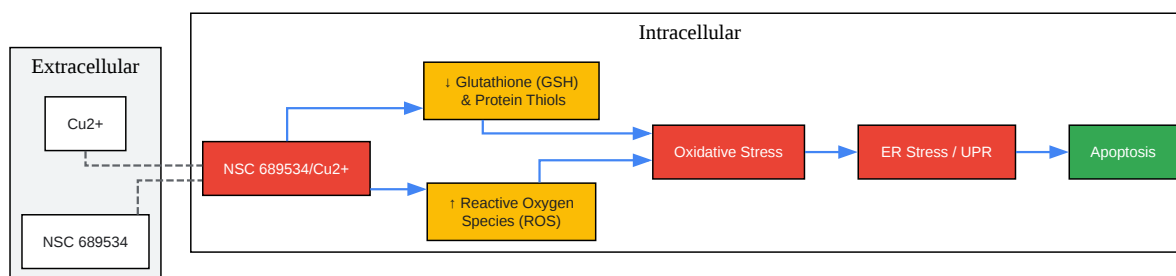 Extracellular
Cu2+
NSC 689534
Intracellular
NSC 689534/Cu2+
↓ Glutathione (GSH)
& Protein Thiols
↑ Reactive Oxygen
Species (ROS)
Oxidative Stress
ER Stress / UPR
Apoptosis